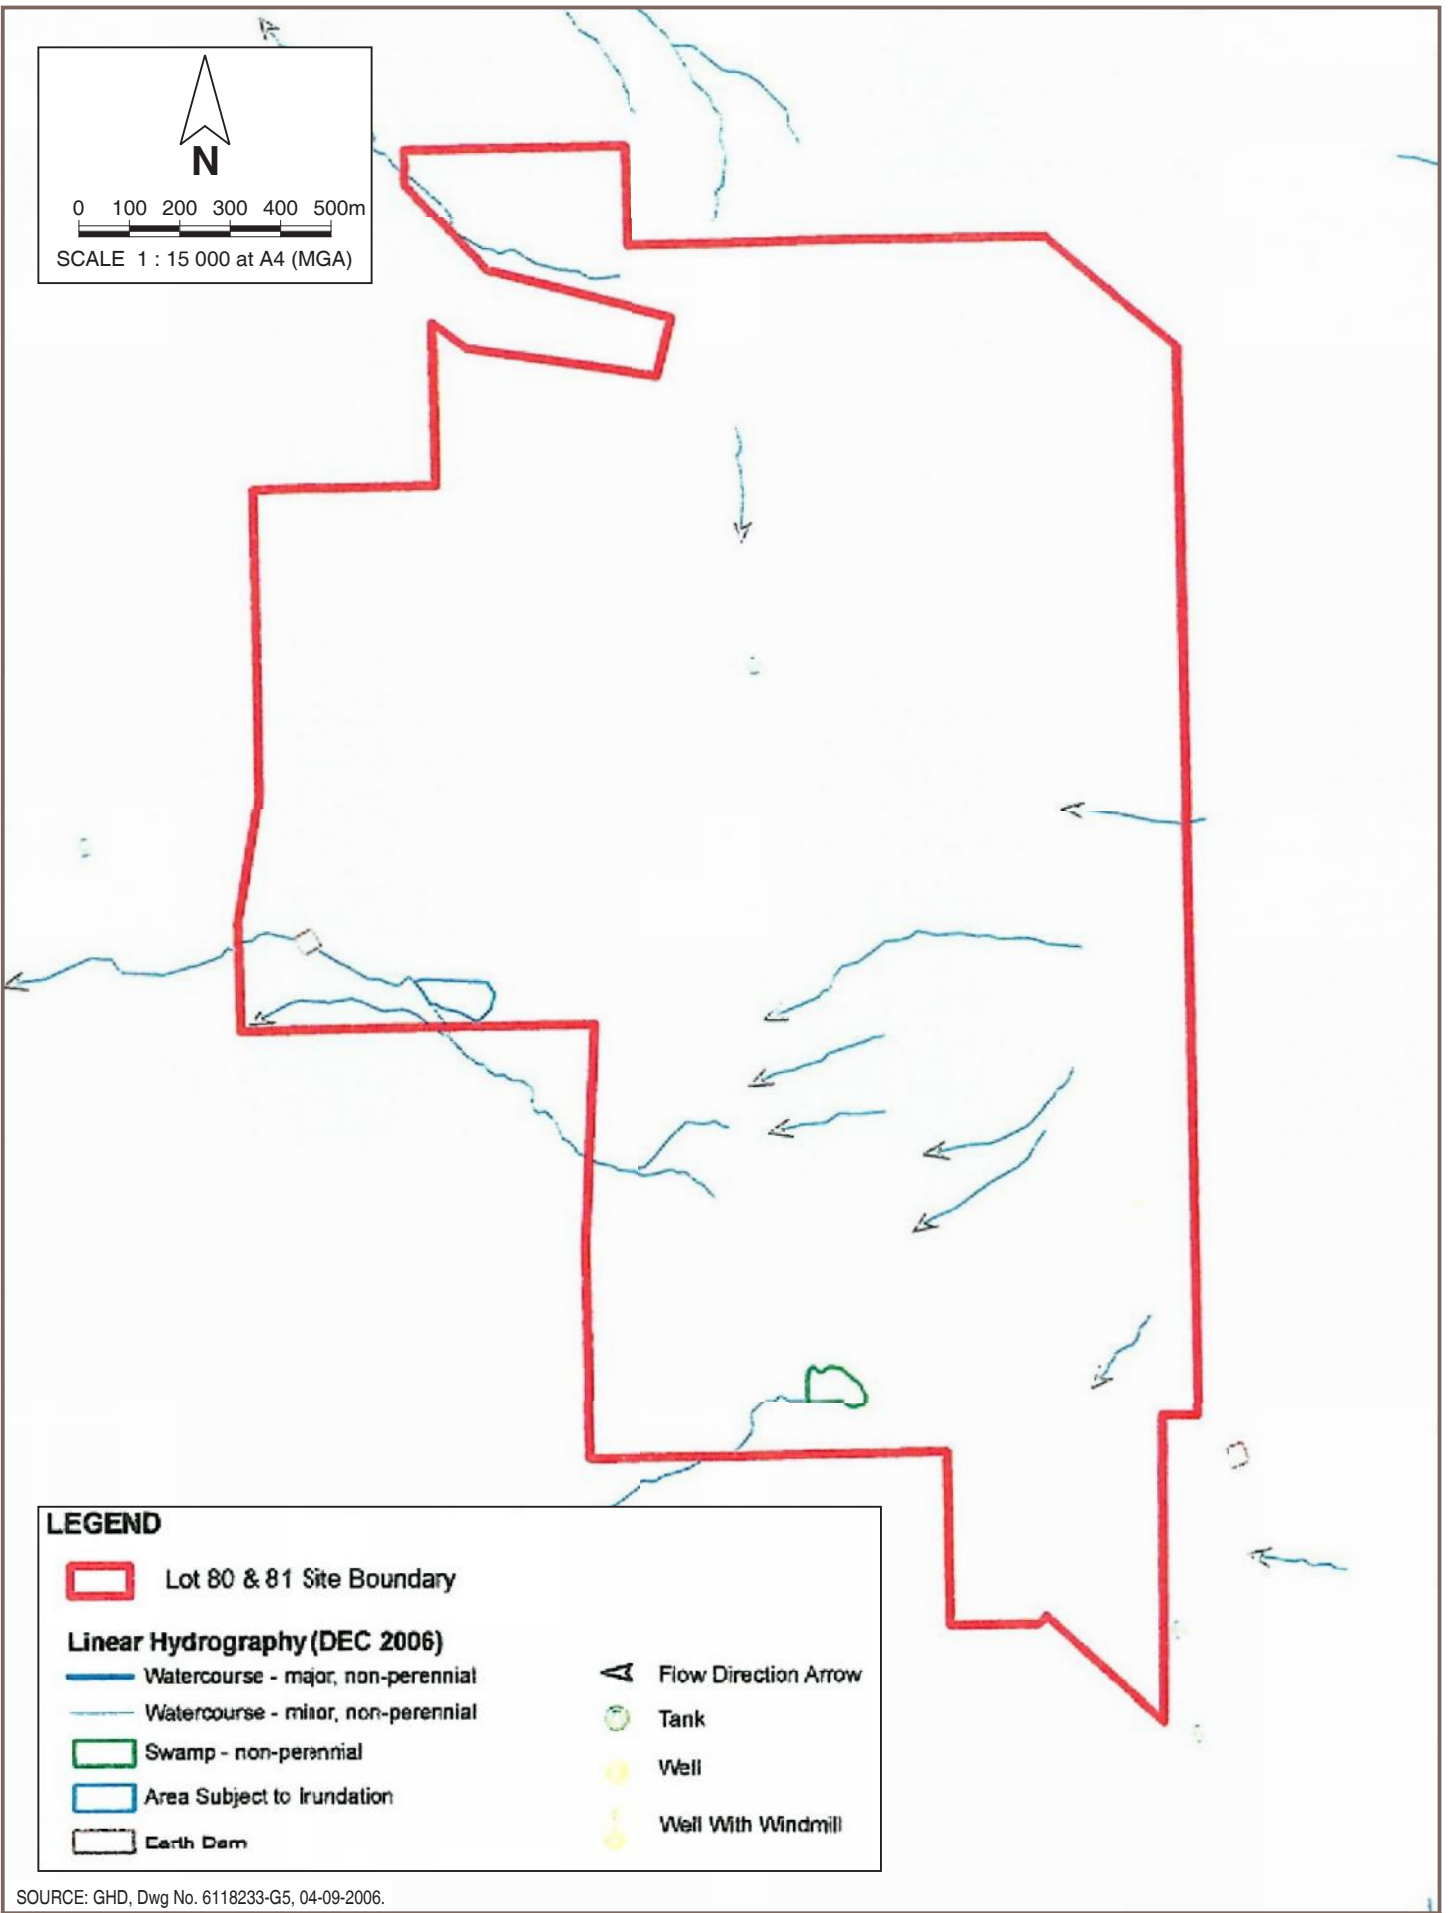 N
0 100 200 300 400 500m
SCALE 1 : 15 000 at A4 (MGA)
LEGEND
Lot 80 & 81 Site Boundary
Linear Hydrography (DEC 2006)
Watercourse - major, non-perennial
Watercourse - minor, non-perennial
Swamp - non-perennial
Area Subject to Inundation
Earth Dam
Flow Direction Arrow
Tank
Well
Well With Windmill
SOURCE: GHD, Dwg No. 6118233-G5, 04-09-2006.